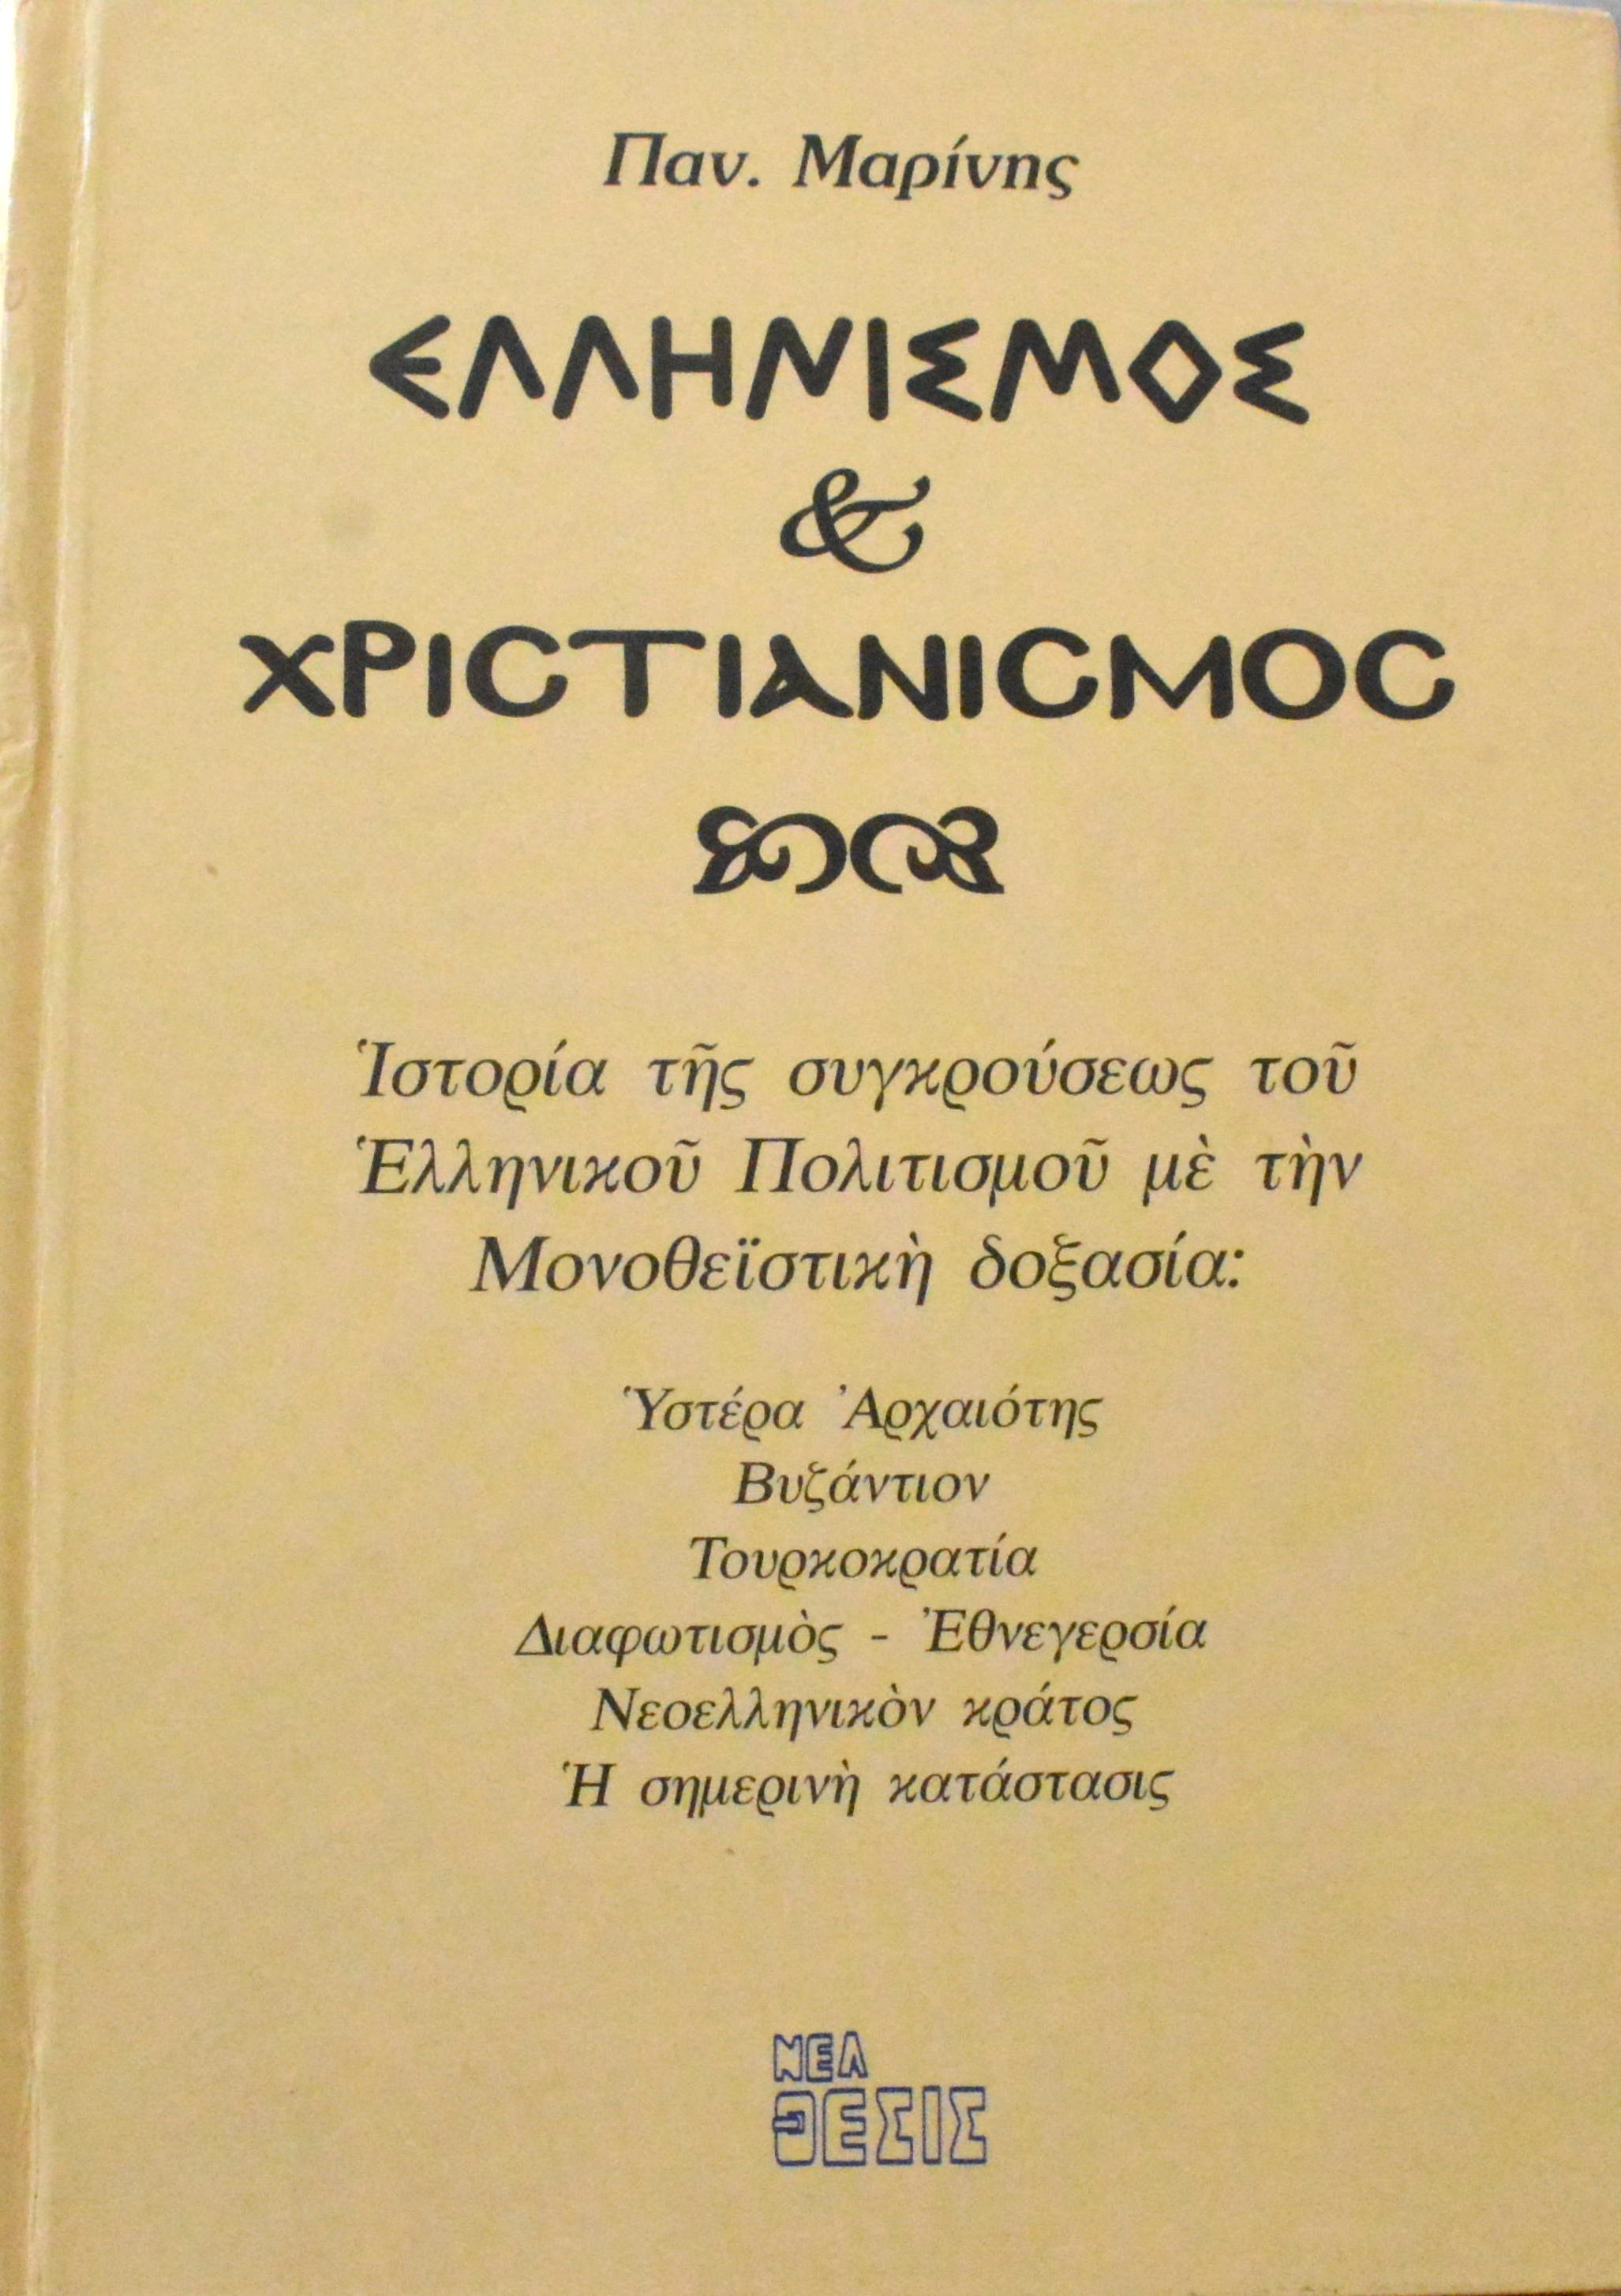 Παν. Μαρίνης
ΕΛΛΗΝΙΣΜΟΣ
&
ΧΡΙCΤΙΑΝΙCΜΟC
Ἱστορία τῆς συγκρούσεως τοῦ
Ἑλληνικοῦ Πολιτισμοῦ μὲ τὴν
Μονοθεϊστικὴ δοξασία:
Ὑστέρα Ἀρχαιότης
Βυζάντιον
Τουρκοκρατία
Διαφωτισμὸς - Ἐθνεγερσία
Νεοελληνικὸν κράτος
Ἡ σημερινὴ κατάστασις
ΝΕΑ
ΘΕΣΙΣ